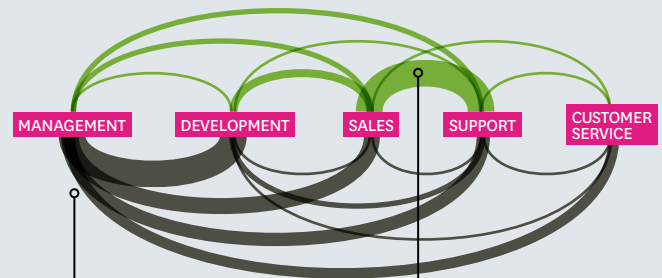 MANAGEMENT
DEVELOPMENT
SALES
SUPPORT
CUSTOMER
SERVICE